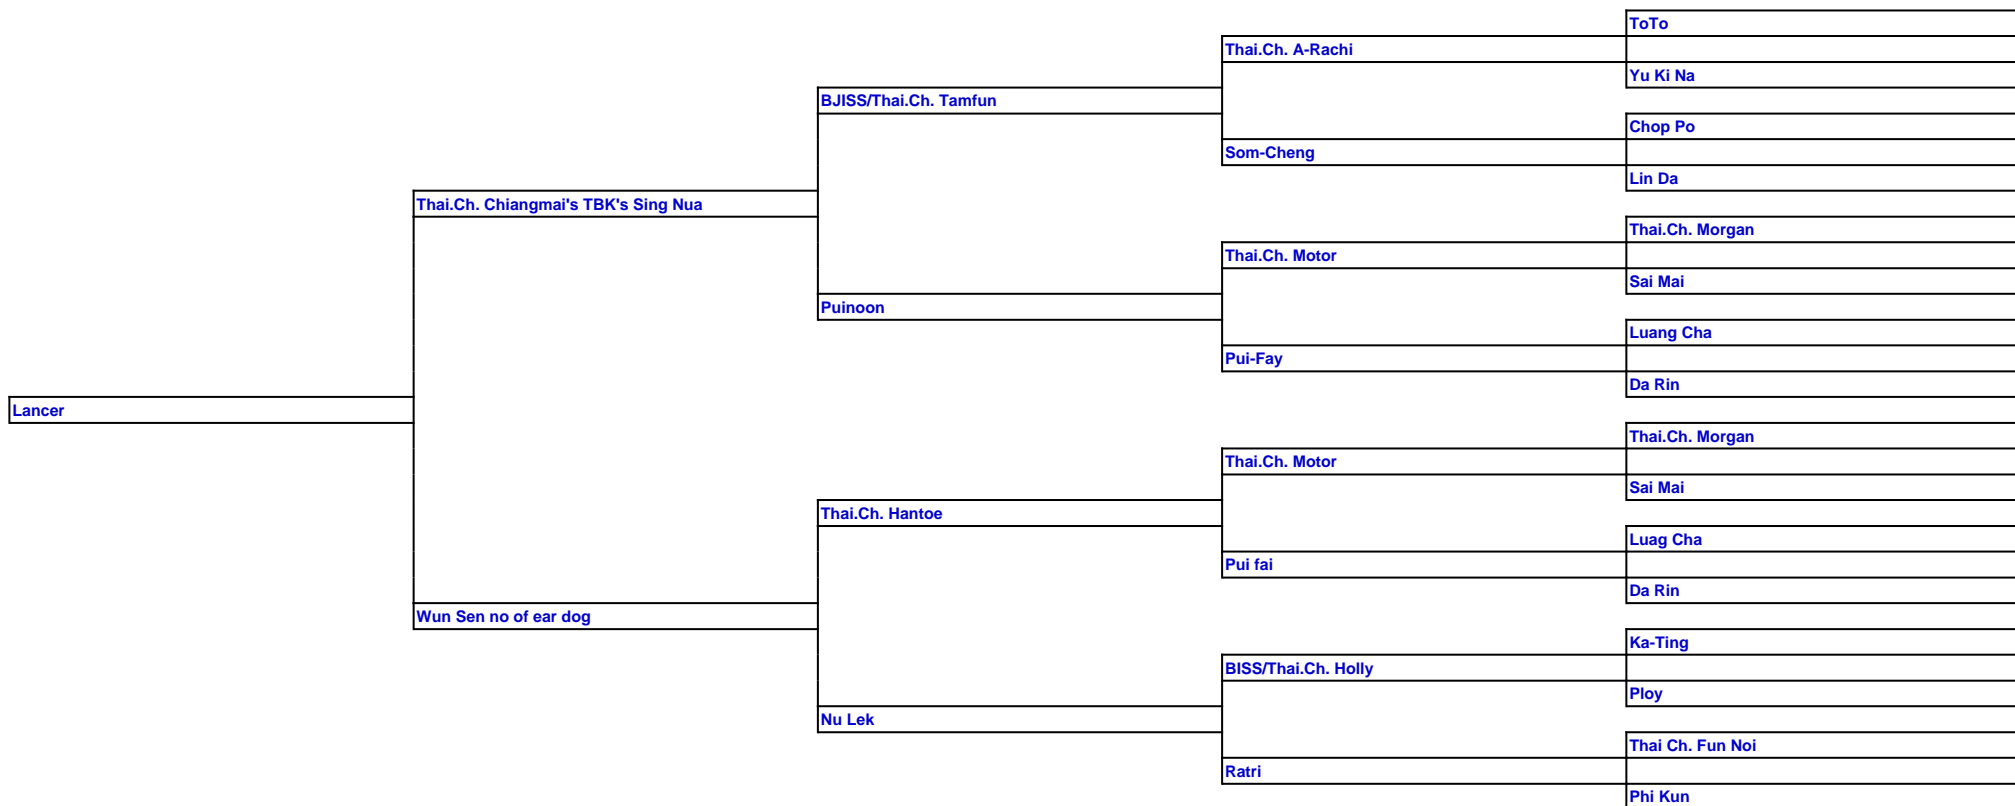 ToTo
Thai.Ch. A-Rachi
Yu Ki Na
BJISS/Thai.Ch. Tamfun
Chop Po
Som-Cheng
Lin Da
Thai.Ch. Chiangmai's TBK's Sing Nua
Thai.Ch. Morgan
Thai.Ch. Motor
Sai Mai
Puinoon
Luang Cha
Pui-Fay
Da Rin
Lancer
Thai.Ch. Morgan
Thai.Ch. Motor
Sai Mai
Thai.Ch. Hantoe
Luag Cha
Pui fai
Da Rin
Wun Sen no of ear dog
Ka-Ting
BISS/Thai.Ch. Holly
Ploy
Nu Lek
Thai Ch. Fun Noi
Ratri
Phi Kun